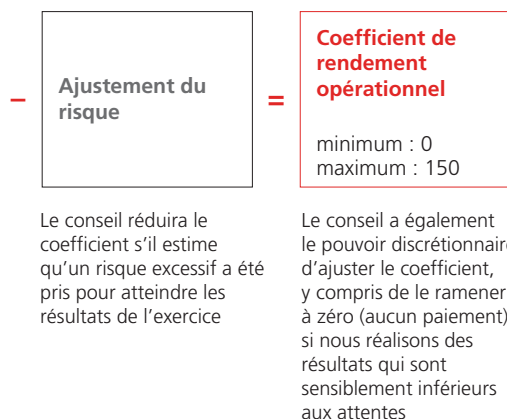 –
Ajustement du
risque
=
Coefficient de
rendement
opérationnel
minimum : 0
maximum : 150
Le conseil réduira le
coefficient s’il estime
qu’un risque excessif a été
pris pour atteindre les
résultats de l’exercice
Le conseil a également
le pouvoir discrétionnaire
d’ajuster le coefficient,
y compris de le ramener
à zéro (aucun paiement)
si nous réalisons des
résultats qui sont
sensiblement inférieurs
aux attentes